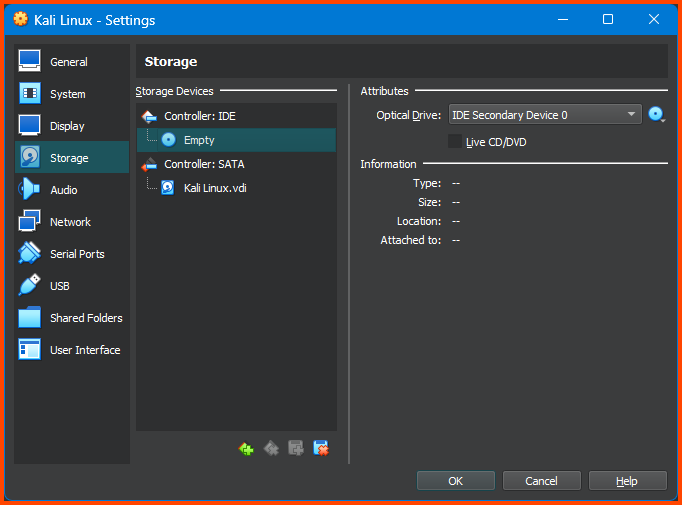 Kali Linux - Settings
General
System
Display
Storage
Audio
Network
Serial Ports
USB
Shared Folders
User Interface
Storage
Storage Devices
Controller: IDE
Empty
Controller: SATA
Kali Linux.vdi
Attributes
Optical Drive: IDE Secondary Device 0
Live CD/DVD
Information
Type: --
Size: --
Location: --
Attached to: --
OK
Cancel
Help